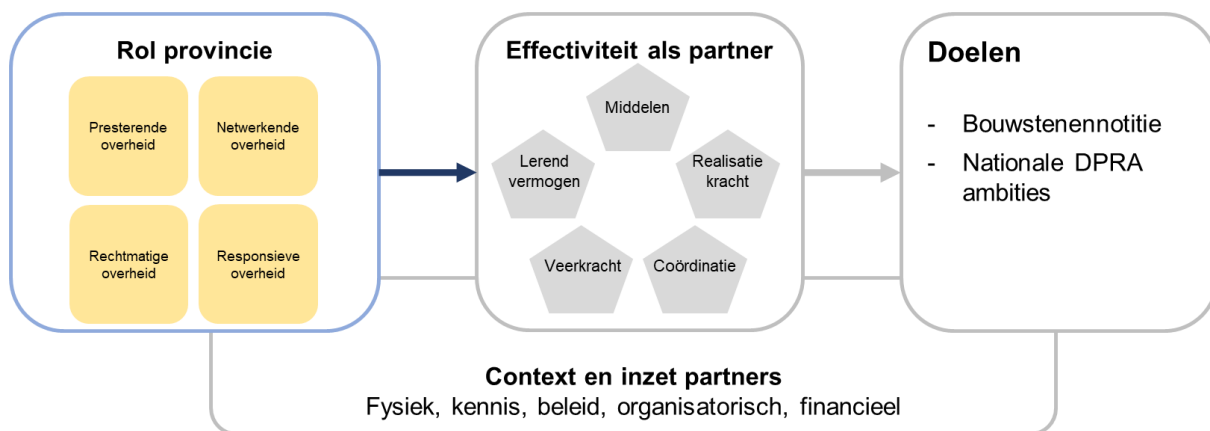 Rol provincie
Presterende
overheid
Netwerkende
overheid
Rechtmatige
overheid
Responsieve
overheid
Effectiviteit als partner
Middelen
Lerend
vermogen
Realisatie
kracht
Veerkracht
Coördinatie
Doelen
- Bouwstenennotitie
- Nationale DPRA
ambities
Context en inzet partners
Fysiek, kennis, beleid, organisatorisch, financieel